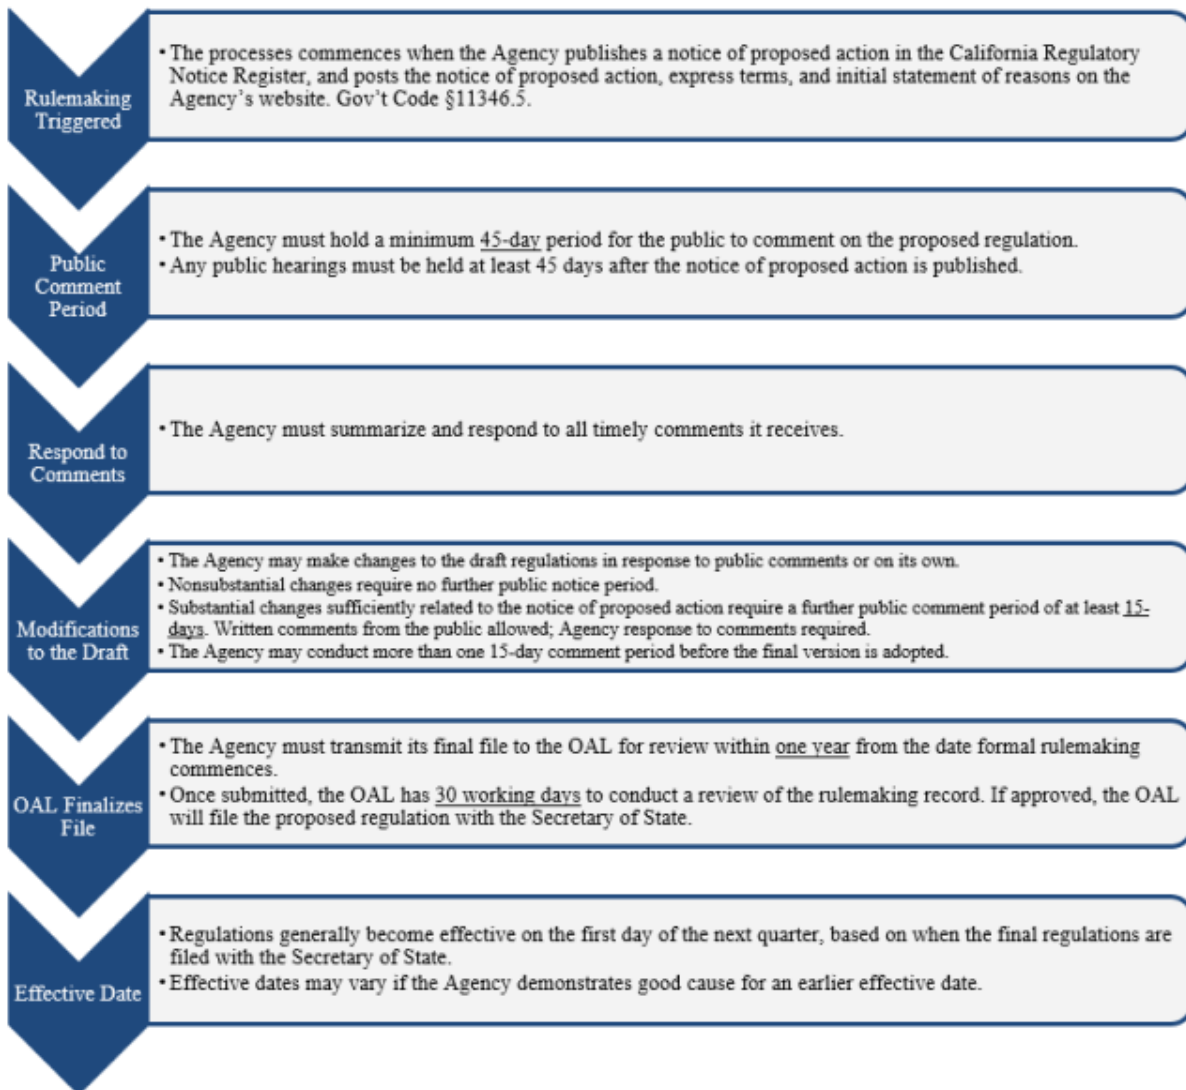 Rulemaking
Triggered
• The processes commences when the Agency publishes a notice of proposed action in the California Regulatory
Notice Register, and posts the notice of proposed action, express terms, and initial statement of reasons on the
Agency's website. Gov't Code §11346.5.
Public
Comment
Period
• The Agency must hold a minimum 45-day period for the public to comment on the proposed regulation.
• Any public hearings must be held at least 45 days after the notice of proposed action is published.
Respond to
Comments
• The Agency must summarize and respond to all timely comments it receives.
Modifications
to the Draft
• The Agency may make changes to the draft regulations in response to public comments or on its own.
• Nonsubstantial changes require no further public notice period.
• Substantial changes sufficiently related to the notice of proposed action require a further public comment period of at least 15-
days. Written comments from the public allowed; Agency response to comments required.
• The Agency may conduct more than one 15-day comment period before the final version is adopted.
OAL Finalizes
File
• The Agency must transmit its final file to the OAL for review within one year from the date formal rulemaking
commences.
• Once submitted, the OAL has 30 working days to conduct a review of the rulemaking record. If approved, the OAL
will file the proposed regulation with the Secretary of State.
Effective Date
• Regulations generally become effective on the first day of the next quarter, based on when the final regulations are
filed with the Secretary of State.
• Effective dates may vary if the Agency demonstrates good cause for an earlier effective date.